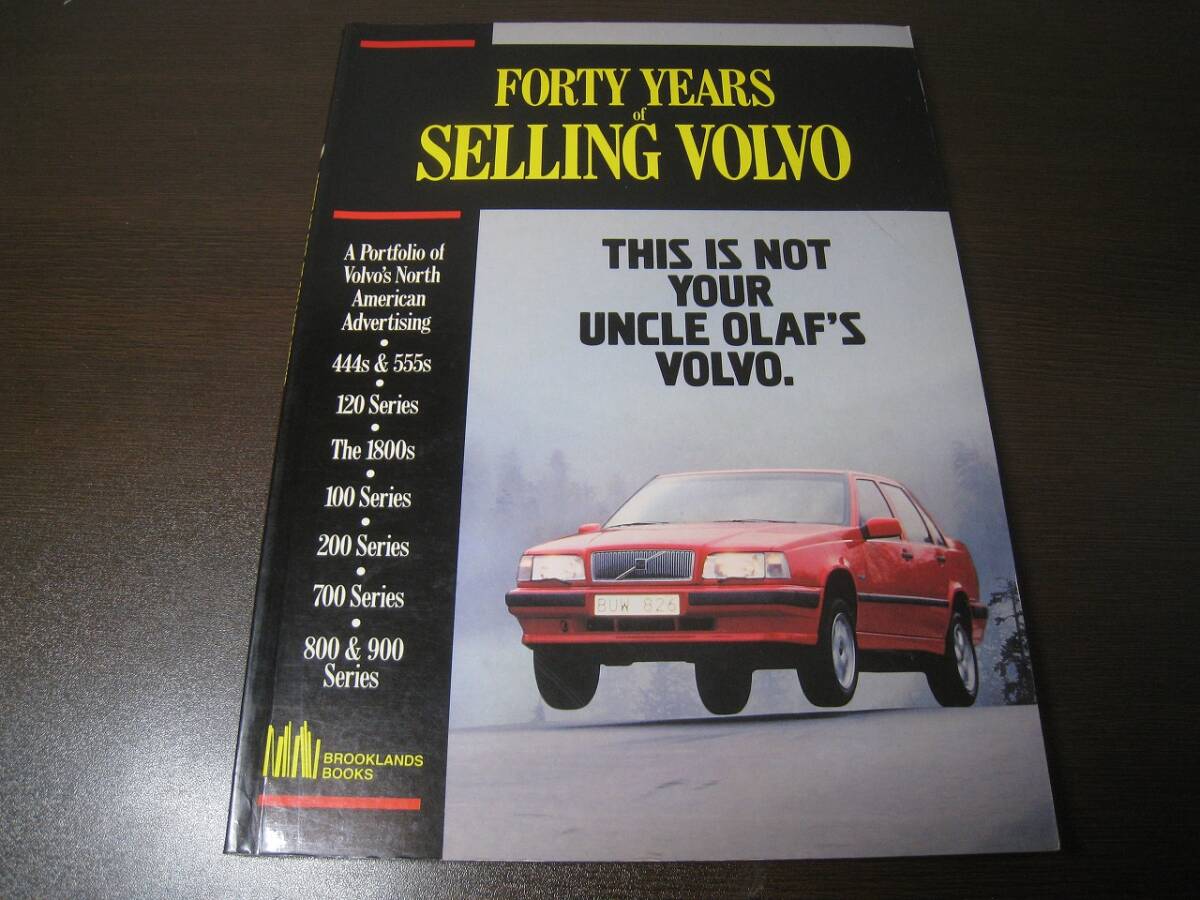 FORTY YEARS
of
SELLING VOLVO
A Portfolio of
Volvo's North
American
Advertising
•
444s & 555s
•
120 Series
•
The 1800s
•
100 Series
•
200 Series
•
700 Series
•
800 & 900
Series
BROOKLANDS
BOOKS
THIS IS NOT
YOUR
UNCLE OLAF'S
VOLVO.
BUW 826